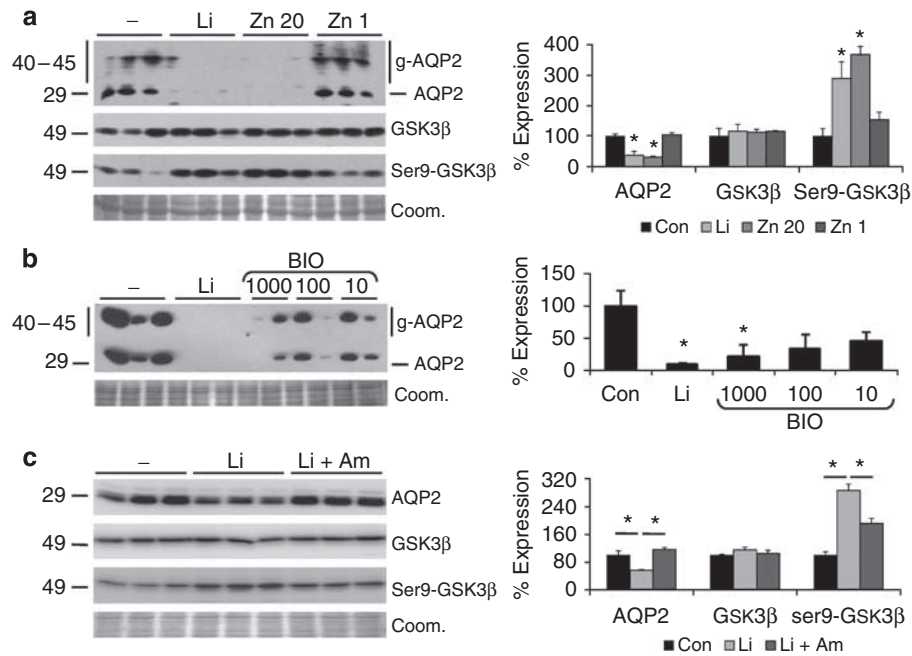 a
– Li Zn 20 Zn 1
40–45
g-AQP2
29
AQP2
49
GSK3β
49
Ser9-GSK3β
Coom.
% Expression
400
300
200
100
0
* * * *
AQP2 GSK3β Ser9-GSK3β
Con Li Zn 20 Zn 1
b
BIO
– Li 1000 100 10
40–45
g-AQP2
29
AQP2
Coom.
% Expression
150
100
50
0
* *
Con Li 1000 100 10
BIO
c
– Li Li + Am
29
AQP2
49
GSK3β
49
Ser9-GSK3β
Coom.
% Expression
320
240
160
80
0
* * * *
AQP2 GSK3β ser9-GSK3β
Con Li Li + Am